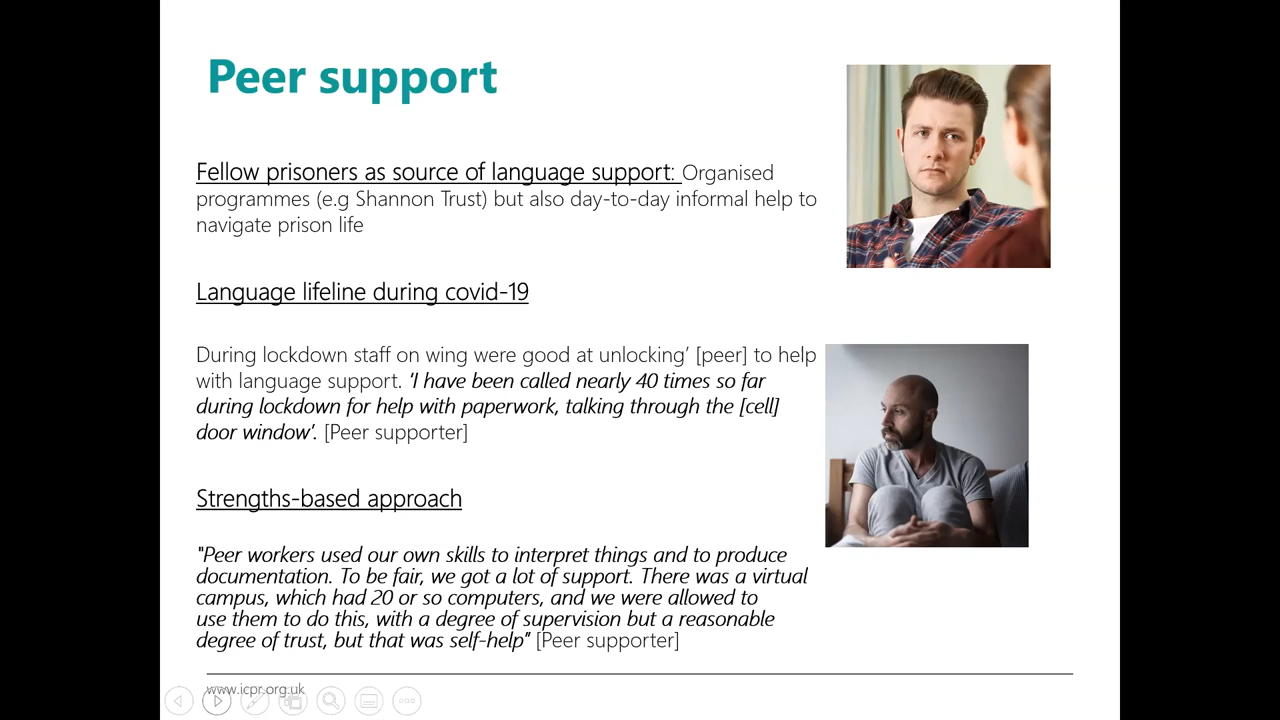 Peer support
Fellow prisoners as source of language support: Organised
programmes (e.g Shannon Trust) but also day-to-day informal help to
navigate prison life
Language lifeline during covid-19
During lockdown staff on wing were good at unlocking’ [peer] to help
with language support. ‘I have been called nearly 40 times so far
during lockdown for help with paperwork, talking through the [cell]
door window’. [Peer supporter]
Strengths-based approach
“Peer workers used our own skills to interpret things and to produce
documentation. To be fair, we got a lot of support. There was a virtual
campus, which had 20 or so computers, and we were allowed to
use them to do this, with a degree of supervision but a reasonable
degree of trust, but that was self-help” [Peer supporter]
www.icpr.org.uk